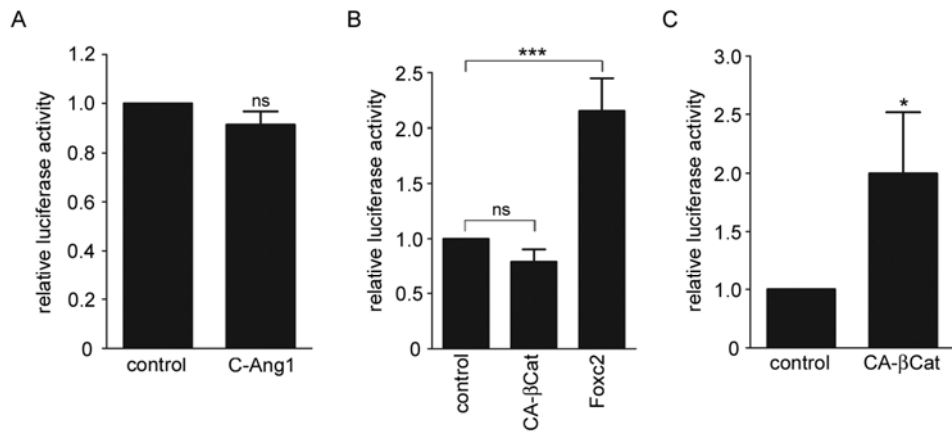 A
relative luciferase activity
1.2
1.0
0.8
0.6
0.4
0.2
0
ns
control
C-Ang1
B
relative luciferase activity
2.5
2.0
1.5
1.0
0.5
0
***
ns
control
CA-βCat
Foxc2
C
relative luciferase activity
3.0
2.5
2.0
1.0
0.5
0
*
control
CA-βCat